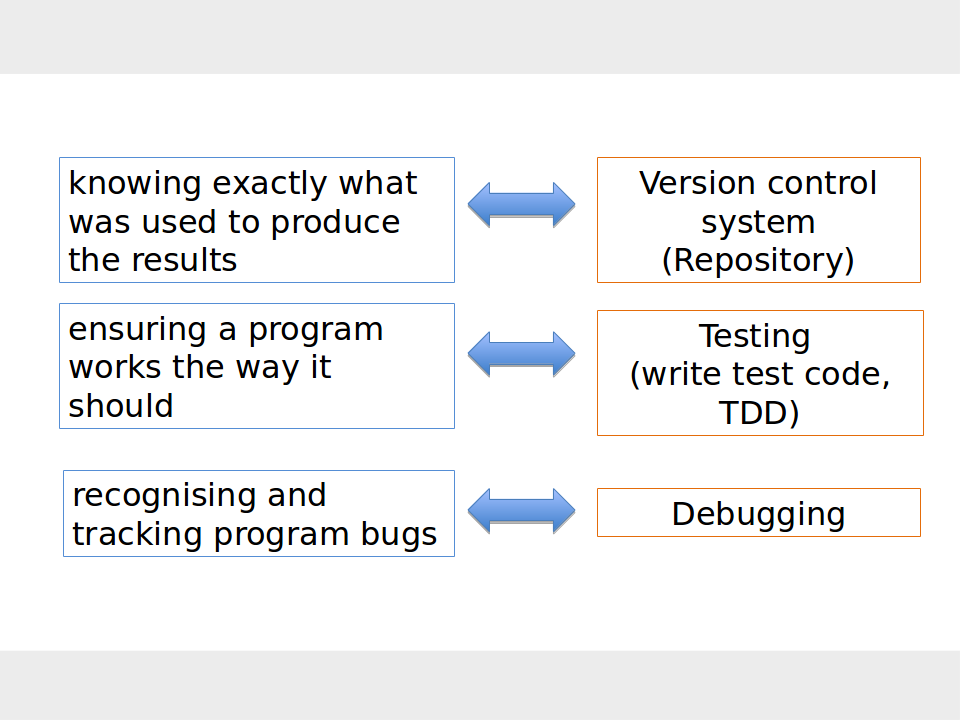 knowing exactly what
was used to produce
the results
Version control
system
(Repository)
ensuring a program
works the way it
should
Testing
(write test code,
TDD)
recognising and
tracking program bugs
Debugging